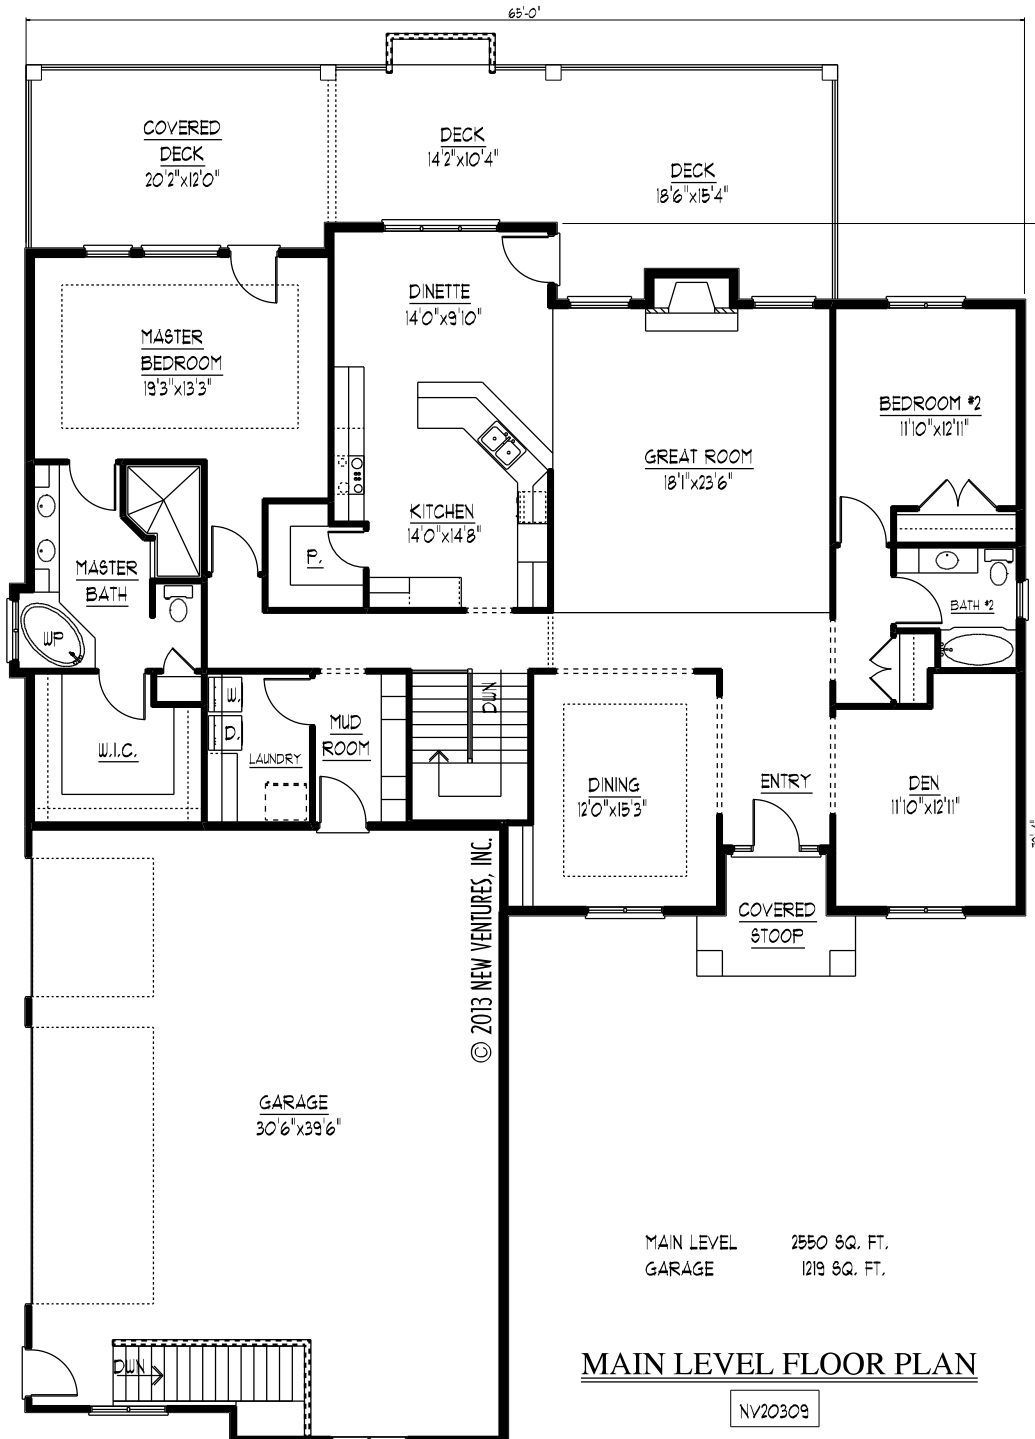 65'-0"
COVERED
DECK
20'2"x12'0"
DECK
14'2"x10'4"
DECK
18'6"x15'4"
DINETTE
14'0"x9'10"
MASTER
BEDROOM
19'3"x13'3"
BEDROOM #2
11'10"x12'11"
GREAT ROOM
18'1"x23'6"
KITCHEN
14'0"x14'8"
P.
MASTER
BATH
WP
BATH #2
W.I.C.
W.
D.
LAUNDRY
MUD
ROOM
DWN
DINING
12'0"x15'3"
ENTRY
DEN
11'10"x12'11"
COVERED
STOOP
© 2013 NEW VENTURES, INC.
GARAGE
30'6"x39'6"
MAIN LEVEL 2550 SQ. FT.
GARAGE 1219 SQ. FT.
DWN
MAIN LEVEL FLOOR PLAN
NV20309